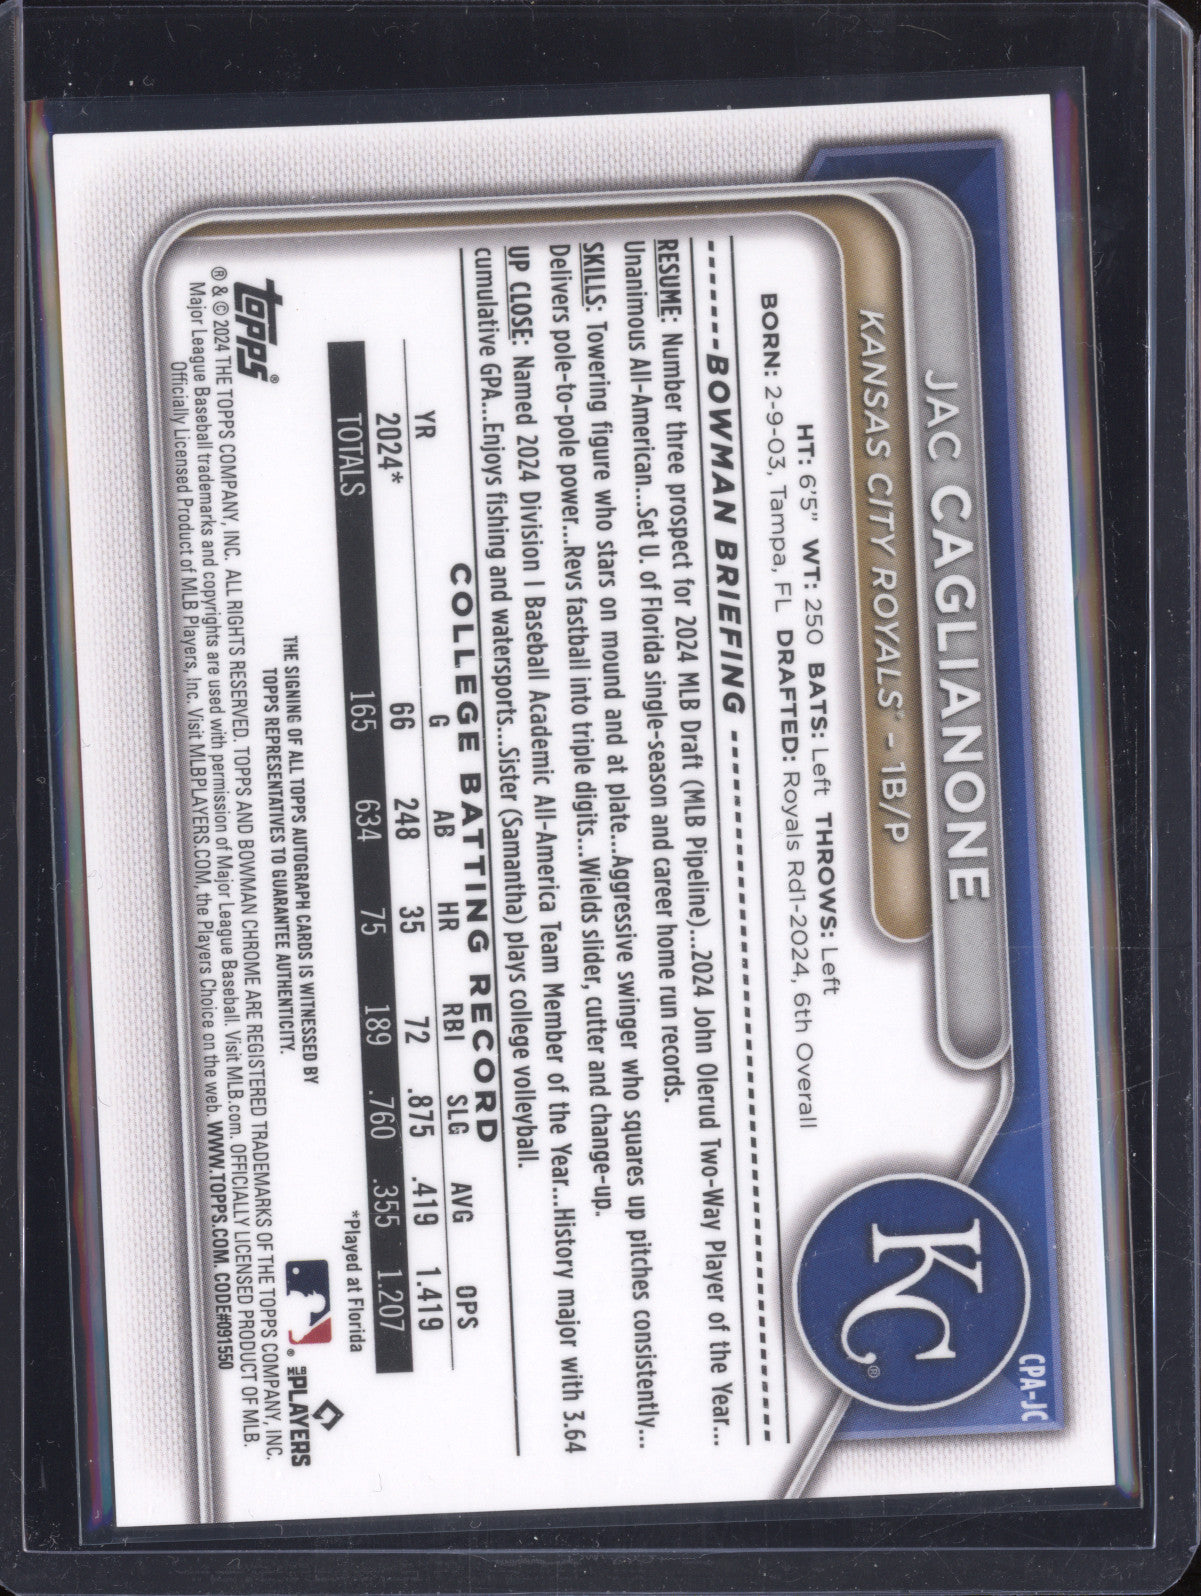 CPA-JC
JAC CAGLIANONE
KANSAS CITY ROYALS™ - 1B/P
KC®
HT: 6'5" WT: 250 BATS: Left THROWS: Left
BORN: 2-9-03, Tampa, FL DRAFTED: Royals Rd1-2024, 6th Overall
BOWMAN BRIEFING
RESUME: Number three prospect for 2024 MLB Draft (MLB Pipeline)...2024 John Olerud Two-Way Player of the Year...
Unanimous All-American...Set U. of Florida single-season and career home run records.
SKILLS: Towering figure who stars on mound and at plate...Aggressive swinger who squares up pitches consistently...
Delivers pole-to-pole power...Revs fastball into triple digits...Wields slider, cutter and change-up.
UP CLOSE: Named 2024 Division I Baseball Academic All-America Team Member of the Year...History major with 3.64
cumulative GPA...Enjoys fishing and watersports...Sister (Samantha) plays college volleyball.
COLLEGE BATTING RECORD
YR G AB HR RBI SLG AVG OPS
2024* 66 248 35 72 .875 .419 1.419
TOTALS 165 634 75 189 .760 .355 1.207
*Played at Florida
THE SIGNING OF ALL TOPPS AUTOGRAPH CARDS IS WITNESSED BY
TOPPS REPRESENTATIVES TO GUARANTEE AUTHENTICITY.
topps®
MLB PLAYERS
® & © 2024 THE TOPPS COMPANY, INC. ALL RIGHTS RESERVED. TOPPS AND BOWMAN CHROME ARE REGISTERED TRADEMARKS OF THE TOPPS COMPANY, INC.
Major League Baseball trademarks and copyrights are used with permission of Major League Baseball. Visit MLB.com. OFFICIALLY LICENSED PRODUCT OF MLB.
Officially Licensed Product of MLB Players, Inc. Visit MLBPLAYERS.COM, the Players Choice on the web. WWW.TOPPS.COM. CODE#091550